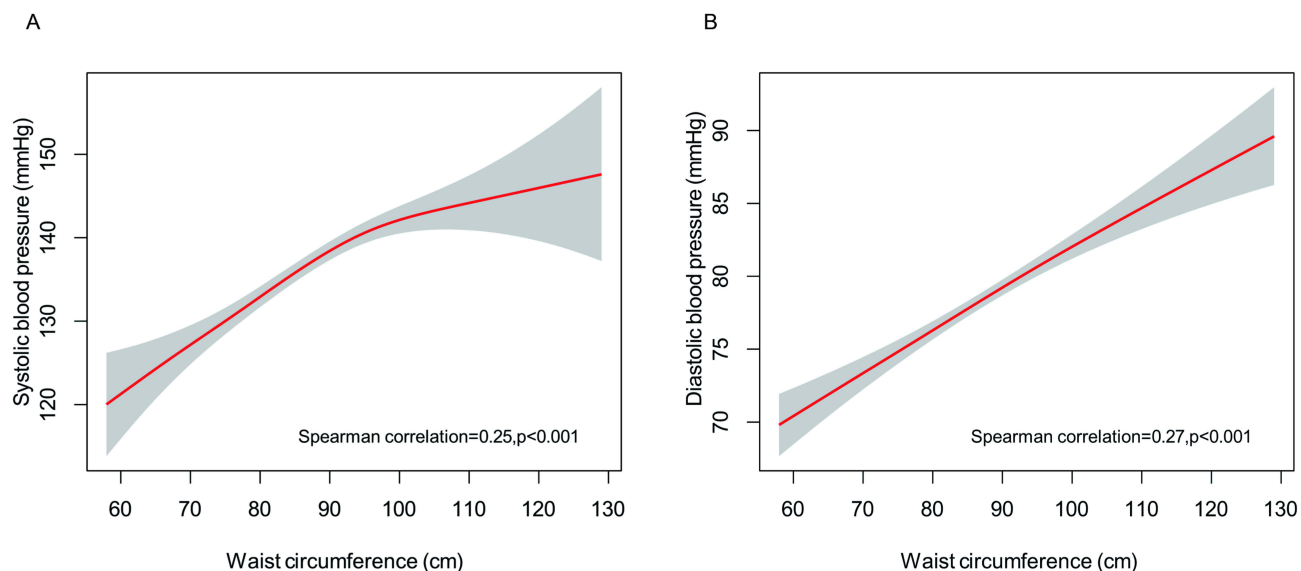 A
Systolic blood pressure (mmHg)
150
140
130
120
Spearman correlation=0.25,p<0.001
60 70 80 90 100 110 120 130
Waist circumference (cm)
B
Diastolic blood pressure (mmHg)
90
85
80
75
70
Spearman correlation=0.27,p<0.001
60 70 80 90 100 110 120 130
Waist circumference (cm)